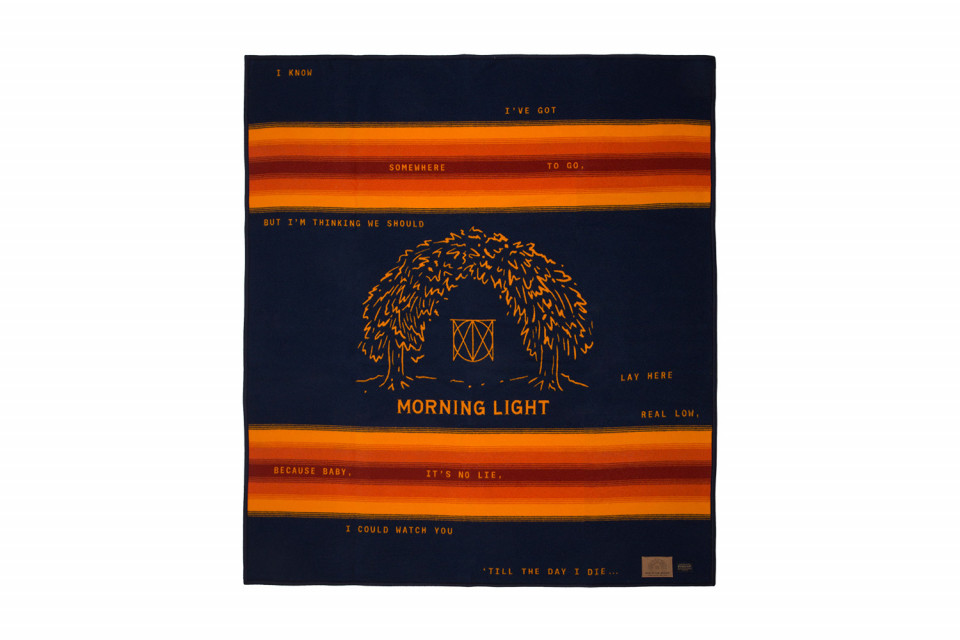 I KNOW
I'VE GOT
SOMEWHERE TO GO,
BUT I'M THINKING WE SHOULD
LAY HERE
MORNING LIGHT
REAL LOW,
BECAUSE BABY, IT'S NO LIE,
I COULD WATCH YOU
'TILL THE DAY I DIE...